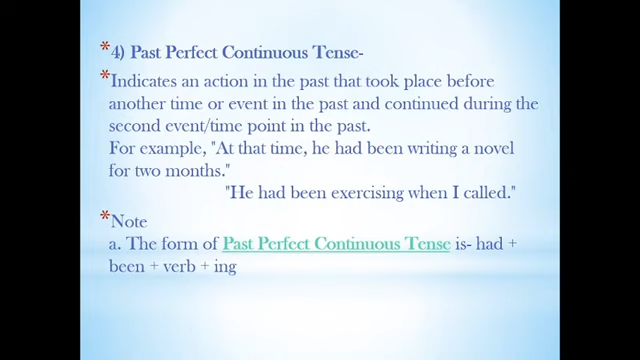 *4) Past Perfect Continuous Tense-
*Indicates an action in the past that took place before
another time or event in the past and continued during the
second event/time point in the past.
For example, "At that time, he had been writing a novel
for two months."
"He had been exercising when I called."
*Note
a. The form of Past Perfect Continuous Tense is- had +
been + verb + ing